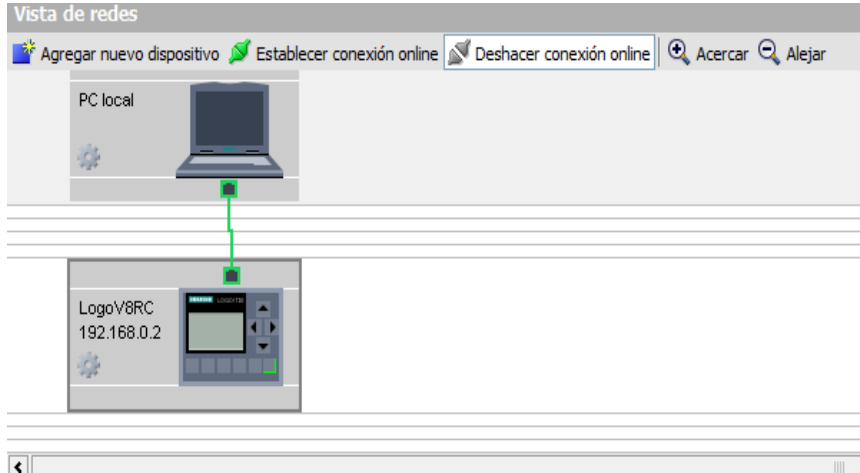 Vista de redes
Agregar nuevo dispositivo Establecer conexión online Deshacer conexión online Acercar Alejar
PC local
LogoV8RC
192.168.0.2
SIEMENS